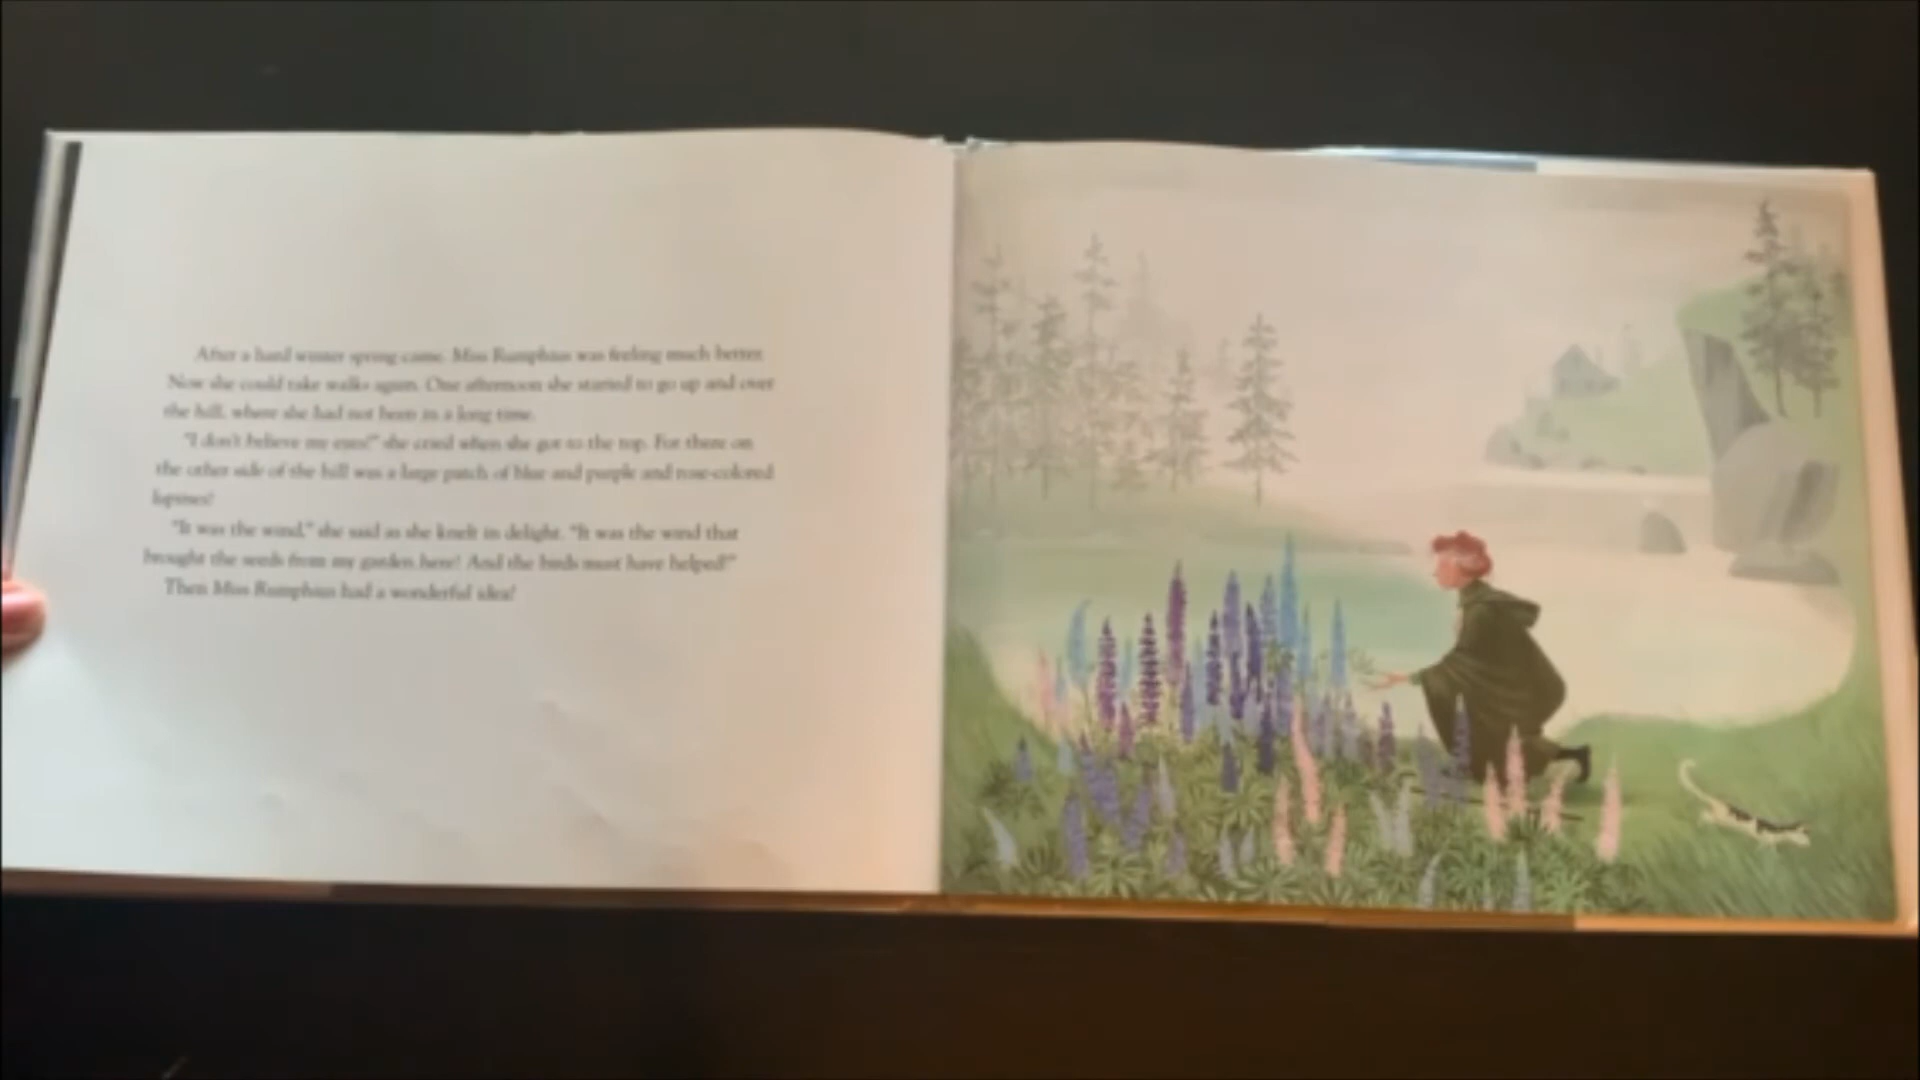 After a hard winter spring came. Miss Rumphius was feeling much better.
Now she could take walks again. One afternoon she started to go up and over
the hill, where she had not been in a long time.
"I don't believe my eyes!" she cried when she got to the top. For there on
the other side of the hill was a large patch of blue and purple and rose-colored
lupines!
"It was the wind," she said as she knelt in delight. "It was the wind that
brought the seeds from my garden here! And the birds must have helped!"
Then Miss Rumphius had a wonderful idea!